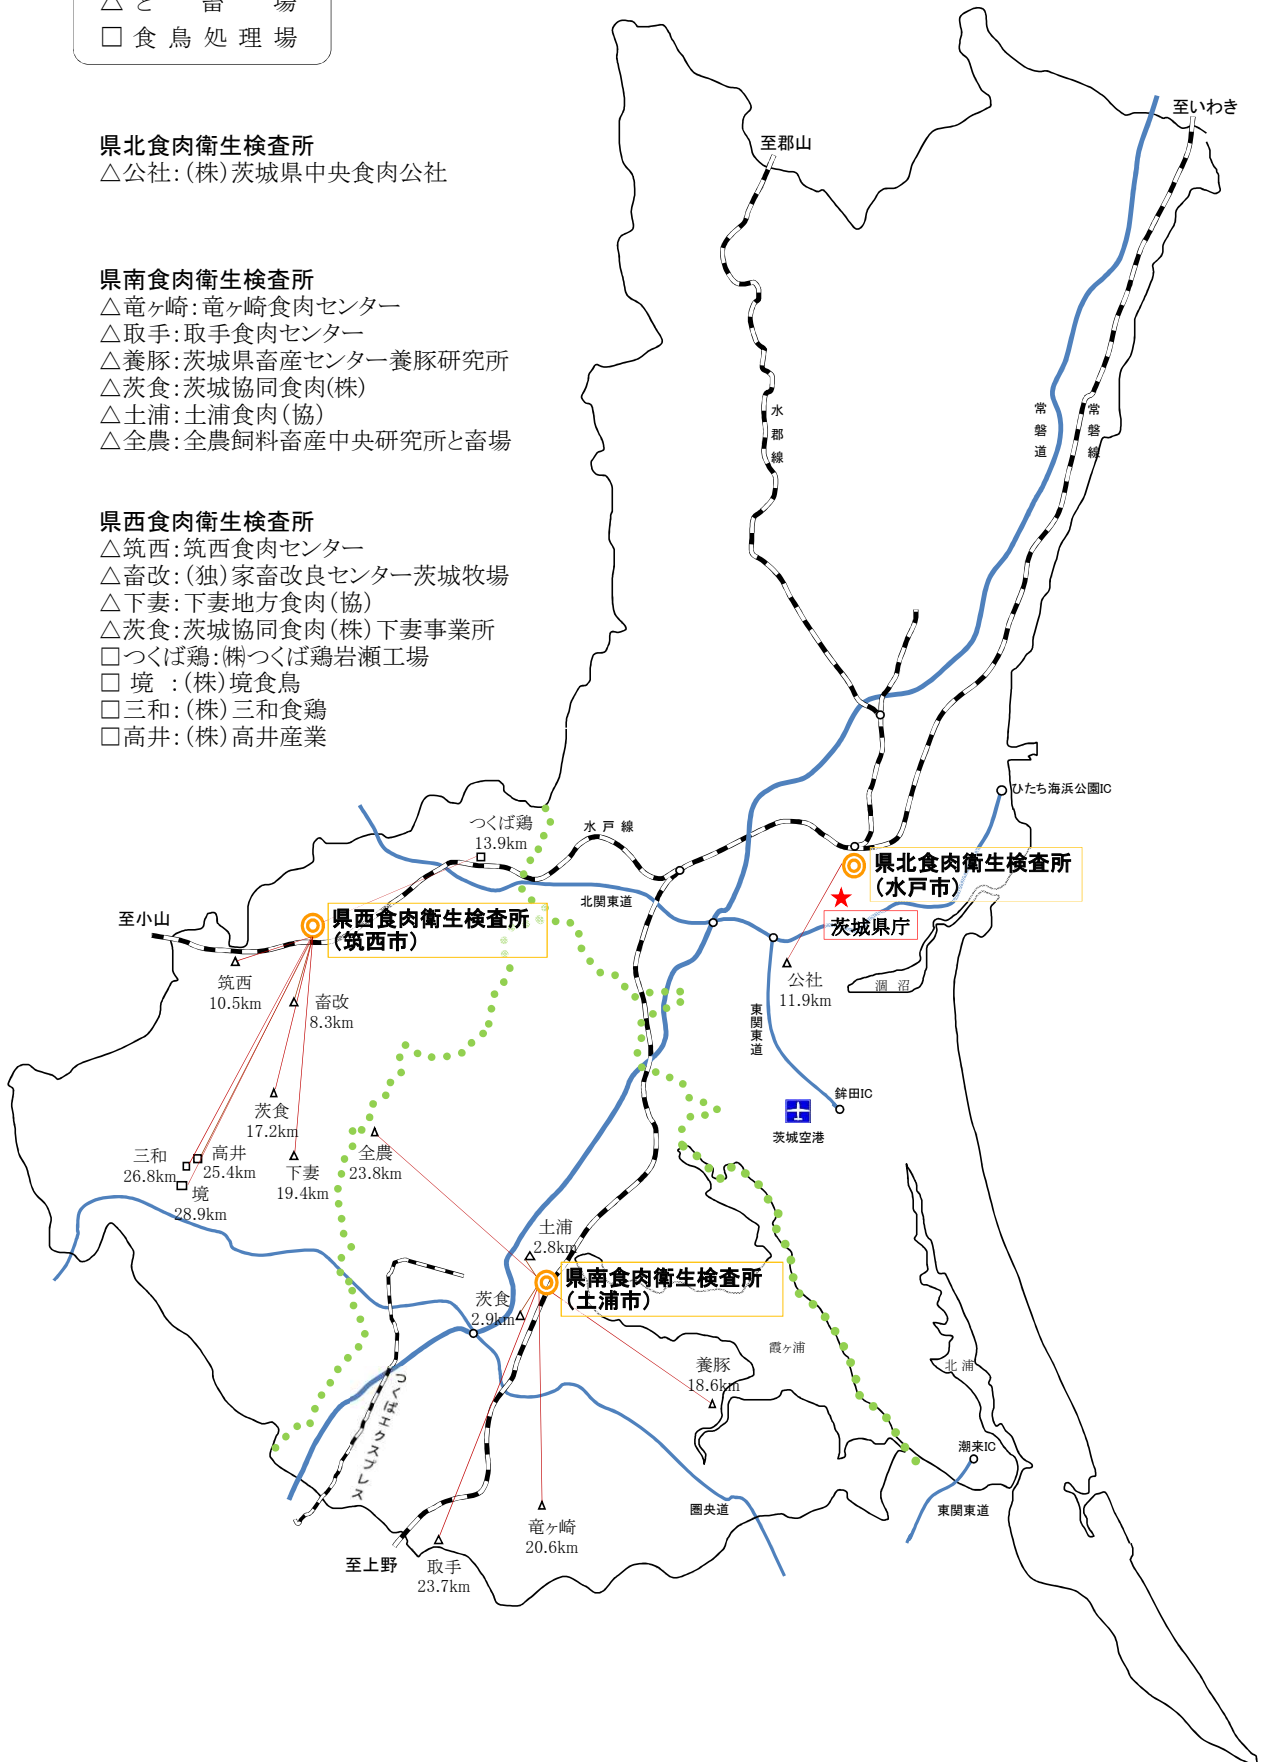 △と畜場
□食鳥処理場
県北食肉衛生検査所
△公社：(株)茨城県中央食肉公社
県南食肉衛生検査所
△竜ヶ崎：竜ヶ崎食肉センター
△取手：取手食肉センター
△養豚：茨城県畜産センター養豚研究所
△茨食：茨城協同食肉(株)
△土浦：土浦食肉(協)
△全農：全農飼料畜産中央研究所と畜場
県西食肉衛生検査所
△筑西：筑西食肉センター
△畜改：(独)家畜改良センター茨城牧場
△下妻：下妻地方食肉(協)
△茨食：茨城協同食肉(株)下妻事業所
□つくば鶏：㈱つくば鶏岩瀬工場
□ 境 ：(株)境食鳥
□三和：(株)三和食鶏
□高井：(株)高井産業
至いわき
至郡山
水郡線
常磐道
常磐線
ひたち海浜公園IC
つくば鶏
13.9km
水戸線
県北食肉衛生検査所
(水戸市)
北関東道
茨城県庁
至小山
県西食肉衛生検査所
(筑西市)
筑西
10.5km
畜改
8.3km
公社
11.9km
涸沼
東関東道
鉾田IC
茨城空港
茨食
17.2km
三和
26.8km
高井
25.4km
境
28.9km
下妻
19.4km
全農
23.8km
土浦
2.8km
県南食肉衛生検査所
(土浦市)
茨食
2.9km
霞ヶ浦
養豚
18.6km
北浦
つくばエクスプレス
潮来IC
東関東道
圏央道
竜ヶ崎
20.6km
至上野
取手
23.7km